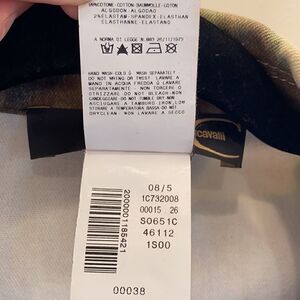 COTONE-COTTON-BAUMWOLLE-COTON
ALGODON-ALGODAO
2%ELASTAM-SPANDEX-ELASTHAN
ELASTHANNE-ELASTANO
A NORMA DI LEGGE N.883 26/11/1973
HAND WASH-COLD WASH SEPARATELY
DO NOT WRING OR TWIST LAVARE A
MANO IN ACQUA FREDDA LAVARE
SEPARATAMENTE NON TORCERE O
STRIZZARE DO NOT BLEACH-NON
CANDEGGIARE DO NOT TUMBLE DRY-NON
ASCIUGARE A TAMBURO IRON LOW
STIRARE A TEMPERATURA BASSA DO NOT
DRYCLEAN NON LAVARE A SECCO
cavalli
2000001185421
08/5
1C732008
00015 26
S0651C
46112
1S00
00038